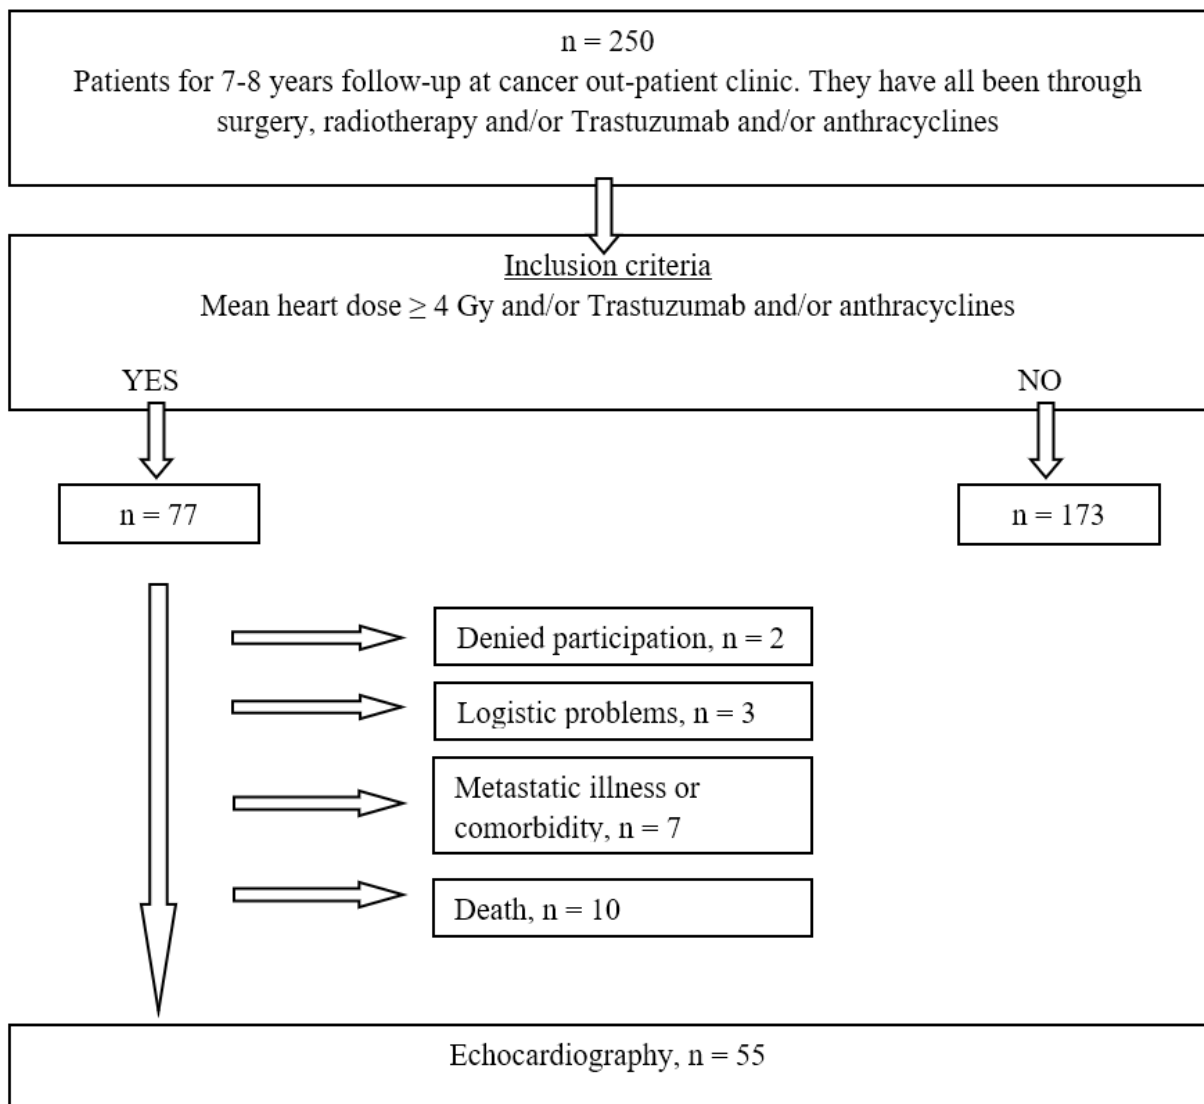 n = 250
Patients for 7-8 years follow-up at cancer out-patient clinic. They have all been through
surgery, radiotherapy and/or Trastuzumab and/or anthracyclines
Inclusion criteria
Mean heart dose ≥ 4 Gy and/or Trastuzumab and/or anthracyclines
YES
NO
n = 77
n = 173
Denied participation, n = 2
Logistic problems, n = 3
Metastatic illness or
comorbidity, n = 7
Death, n = 10
Echocardiography, n = 55